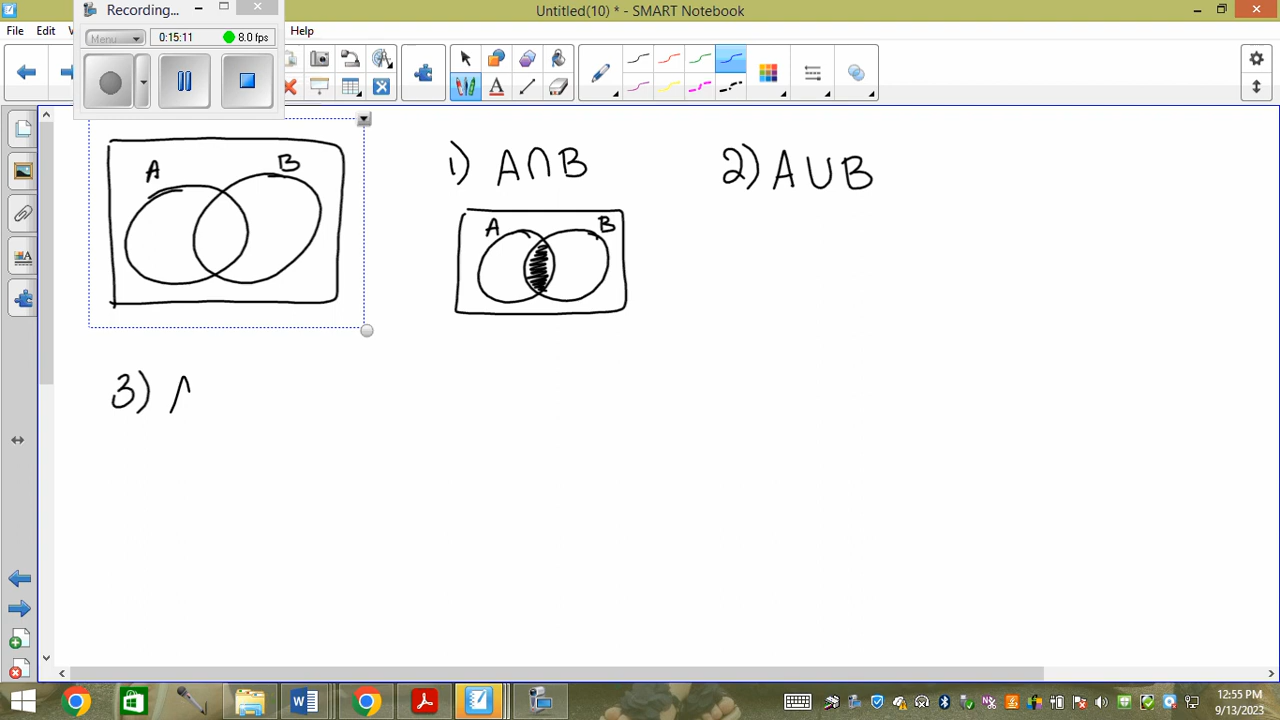 Untitled(10) * - SMART Notebook
Recording...
Menu
0:15:11
8.0 fps
File Edit Help
A B
1) A∩B
2) A∪B
A B
3)
12:55 PM
9/13/2023